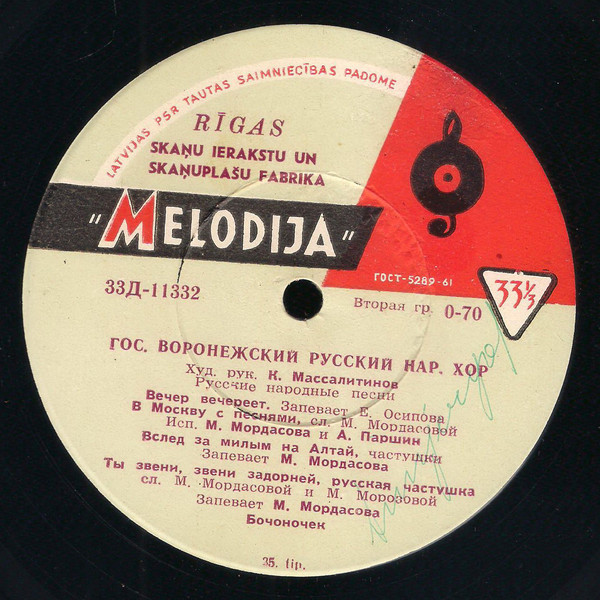 LATVIJAS PSR TAUTAS SAIMNIECĪBAS PADOME
RĪGAS
SKAŅU IERAKSTU UN
SKAŅUPLAŠU FABRIKA
"MELODIJA"
ГОСТ-5289-61
33Д-11332
Вторая гр. 0-70
33⅓
ГОС. ВОРОНЕЖСКИЙ РУССКИЙ НАР. ХОР
Худ. рук. К. Массалитинов
Русские народные песни
Вечер вечереет. Запевает Е. Осипова
В Москву с песнями, сл. М. Мордасовой
Исп. М. Мордасова и А. Паршин
Вслед за милым на Алтай, частушки
Запевает М. Мордасова
Ты звени, звени задорней, русская частушка
сл. М. Мордасовой и М. Морозовой
Запевает М. Мордасова
Бочоночек
35. tip.